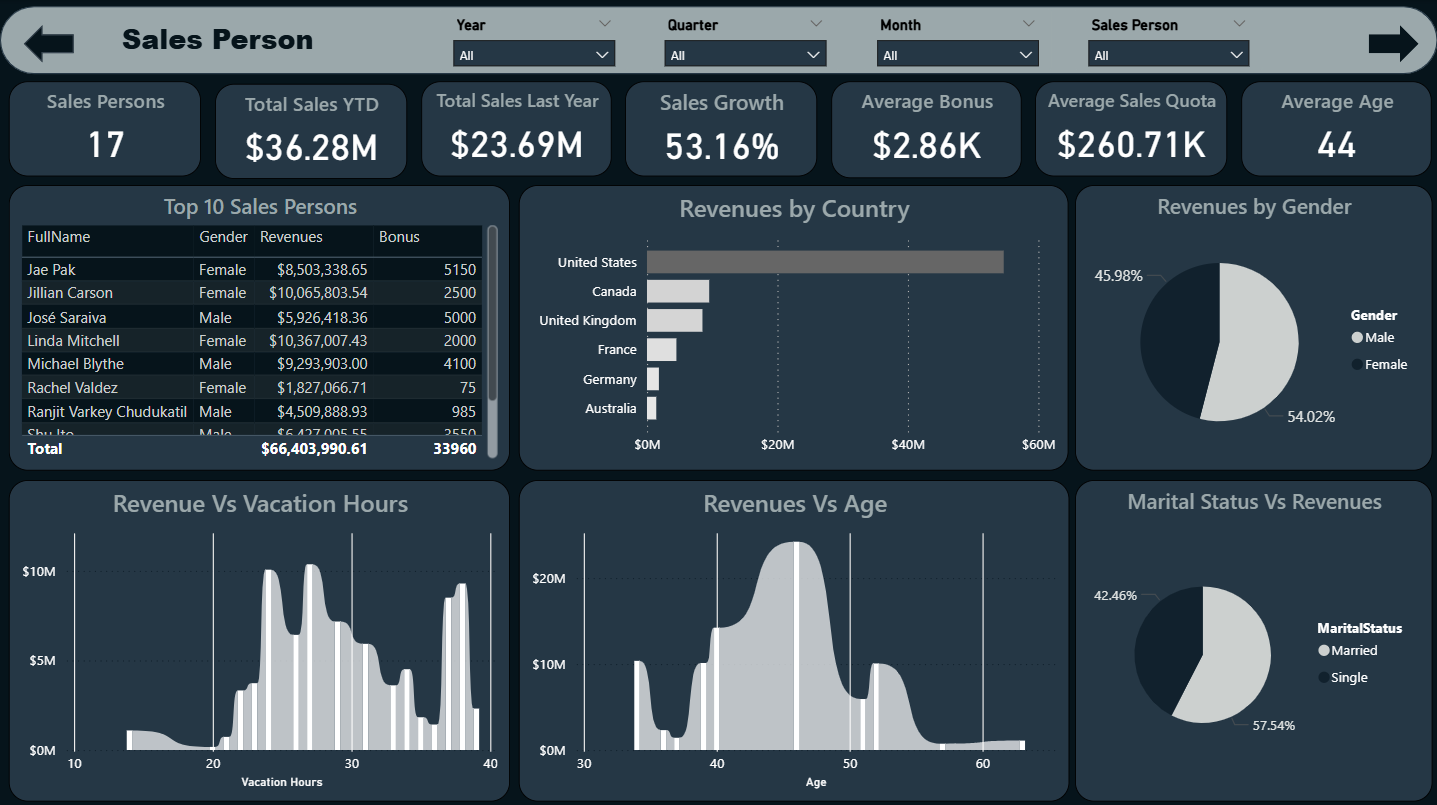 Sales Person
Year
Quarter
Month
Sales Person
All
All
All
All
Sales Persons
17
Total Sales YTD
$36.28M
Total Sales Last Year
$23.69M
Sales Growth
53.16%
Average Bonus
$2.86K
Average Sales Quota
$260.71K
Average Age
44
Top 10 Sales Persons
FullName Gender Revenues Bonus
Jae Pak Female $8,503,338.65 5150
Jillian Carson Female $10,065,803.54 2500
José Saraiva Male $5,926,418.36 5000
Linda Mitchell Female $10,367,007.43 2000
Michael Blythe Male $9,293,903.00 4100
Rachel Valdez Female $1,827,066.71 75
Ranjit Varkey Chudukatil Male $4,509,888.93 985
Shu Ito Male $6,427,005.55 3550
Total $66,403,990.61 33960
Revenues by Country
United States
Canada
United Kingdom
France
Germany
Australia
$0M $20M $40M $60M
Revenues by Gender
45.98%
54.02%
Gender
Male
Female
Revenue Vs Vacation Hours
$10M
$5M
$0M
10 20 30 40
Vacation Hours
Revenues Vs Age
$20M
$10M
$0M
30 40 50 60
Age
Marital Status Vs Revenues
42.46%
57.54%
MaritalStatus
Married
Single